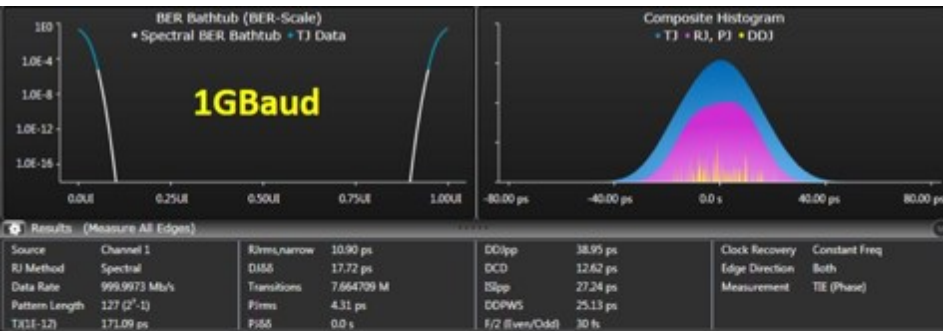 BER Bathtub (BER-Scale)
Spectral BER Bathtub TJ Data
1E0
1.0E-4
1.0E-8
1.0E-12
1.0E-16
1GBaud
0.0UI 0.25UI 0.50UI 0.75UI 1.00UI
Composite Histogram
TJ RJ, PJ DDJ
-80.00 ps -40.00 ps 0.0 s 40.00 ps 80.00 ps
Results (Measure All Edges)
Source Channel 1
RJ Method Spectral
Data Rate 999.9973 Mb/s
Pattern Length 127 (2⁷-1)
TJ(1E-12) 171.09 ps
RJrms,narrow 10.90 ps
DJδδ 17.72 ps
Transitions 7.664709 M
PJrms 4.31 ps
PJδδ 0.0 s
DDJpp 38.95 ps
DCD 12.62 ps
ISIpp 27.24 ps
DDPWS 25.13 ps
F/2 (Even/Odd) 30 fs
Clock Recovery Constant Freq
Edge Direction Both
Measurement TIE (Phase)